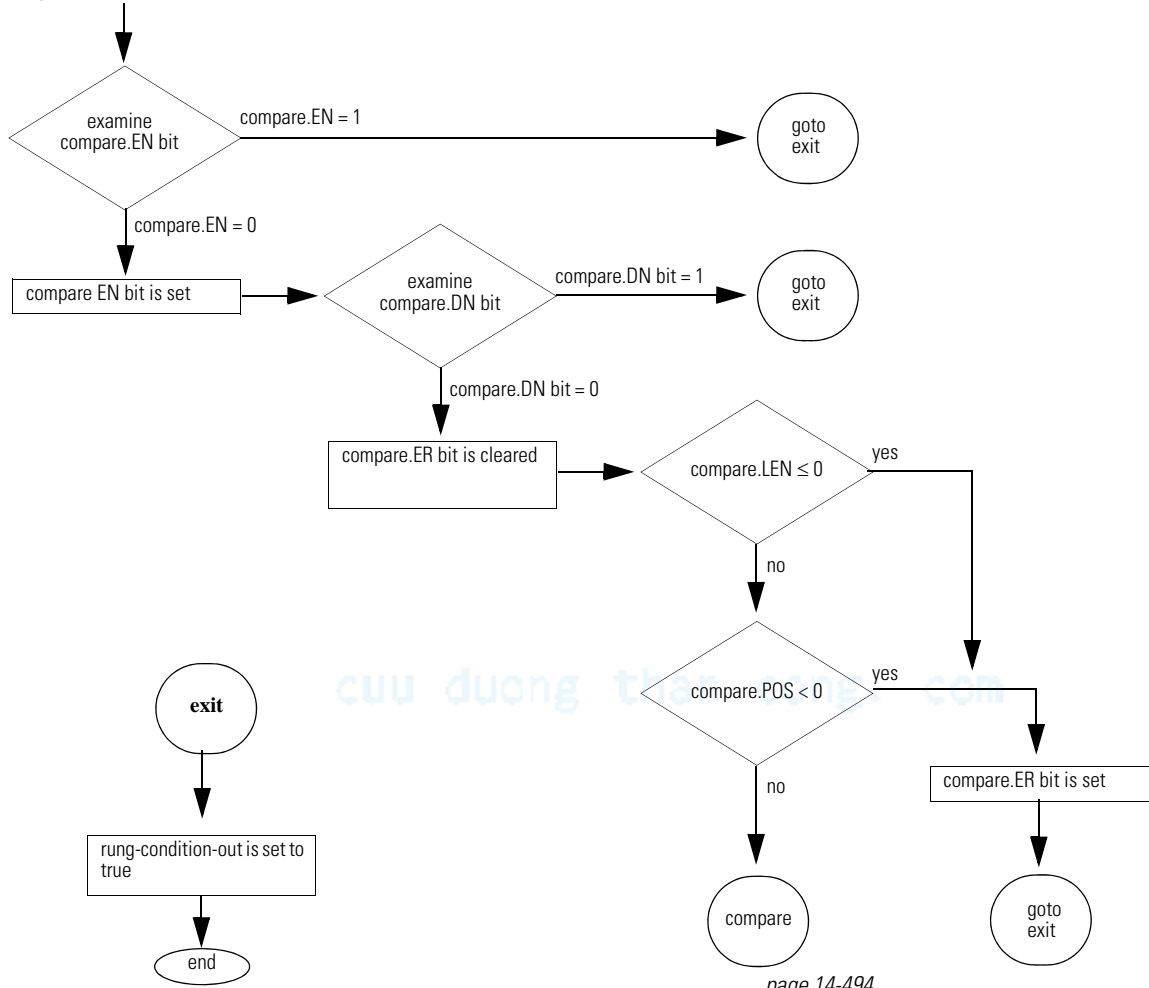 examine
compare.EN bit
compare.EN = 1
goto
exit
compare.EN = 0
compare EN bit is set
examine
compare.DN bit
compare.DN bit = 1
goto
exit
compare.DN bit = 0
compare.ER bit is cleared
compare.LEN ≤ 0
yes
no
compare.POS < 0
yes
no
compare.ER bit is set
compare
goto
exit
exit
rung-condition-out is set to
true
end
cuu duong than cong. com
page 14-494